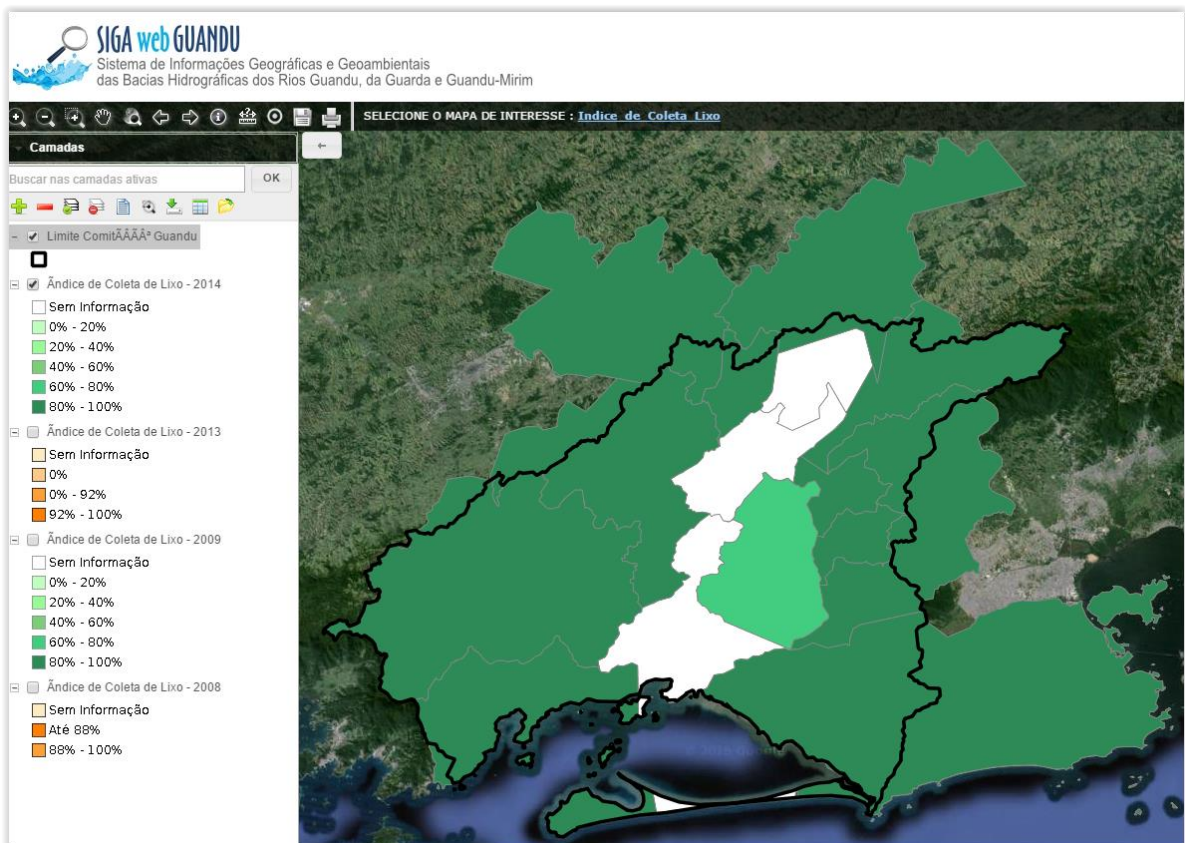 SIGA web GUANDU
Sistema de Informações Geográficas e Geoambientais
das Bacias Hidrográficas dos Rios Guandu, da Guarda e Guandu-Mirim
SELECIONE O MAPA DE INTERESSE : Indice_de_Coleta_Lixo
Camadas
Buscar nas camadas ativas
OK
Limite ComitÃÃÃÂª Guandu
Ãndice de Coleta de Lixo - 2014
Sem Informação
0% - 20%
20% - 40%
40% - 60%
60% - 80%
80% - 100%
Ãndice de Coleta de Lixo - 2013
Sem Informação
0%
0% - 92%
92% - 100%
Ãndice de Coleta de Lixo - 2009
Sem Informação
0% - 20%
20% - 40%
40% - 60%
60% - 80%
80% - 100%
Ãndice de Coleta de Lixo - 2008
Sem Informação
Até 88%
88% - 100%